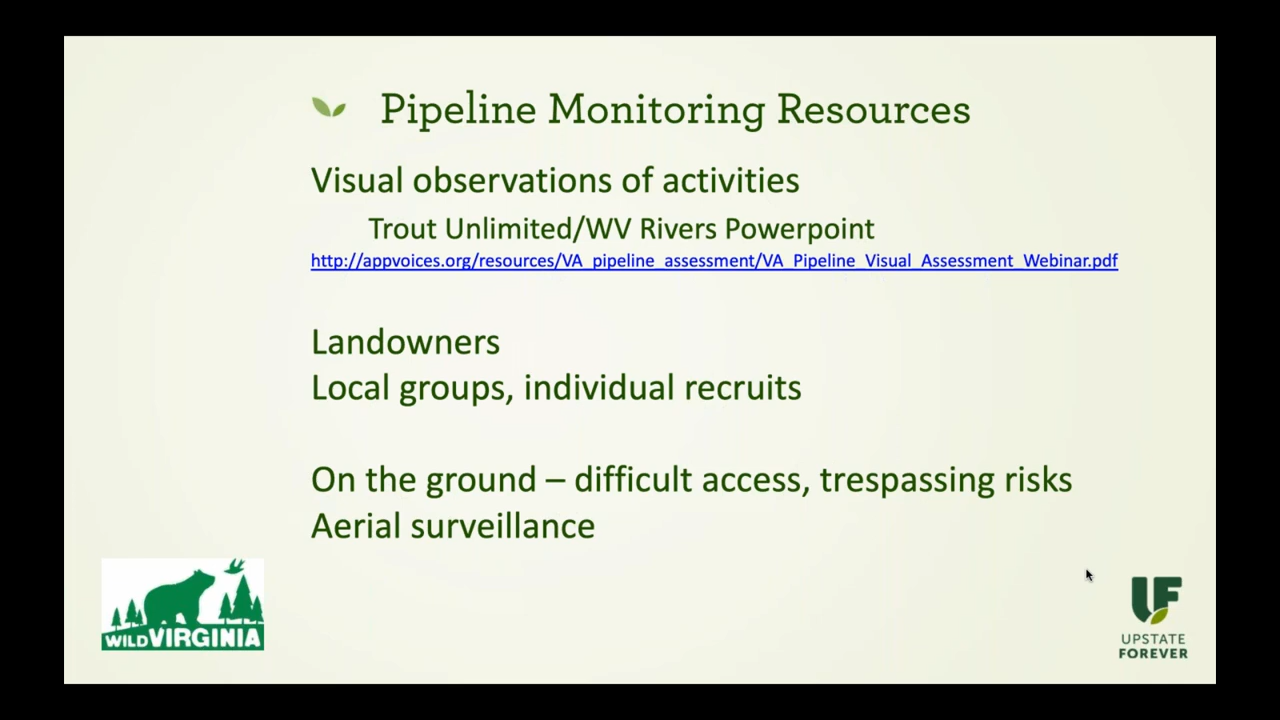 Pipeline Monitoring Resources
Visual observations of activities
Trout Unlimited/WV Rivers Powerpoint
http://appvoices.org/resources/VA_pipeline_assessment/VA_Pipeline_Visual_Assessment_Webinar.pdf
Landowners
Local groups, individual recruits
On the ground – difficult access, trespassing risks
Aerial surveillance
WILD VIRGINIA
UF
UPSTATE
FOREVER